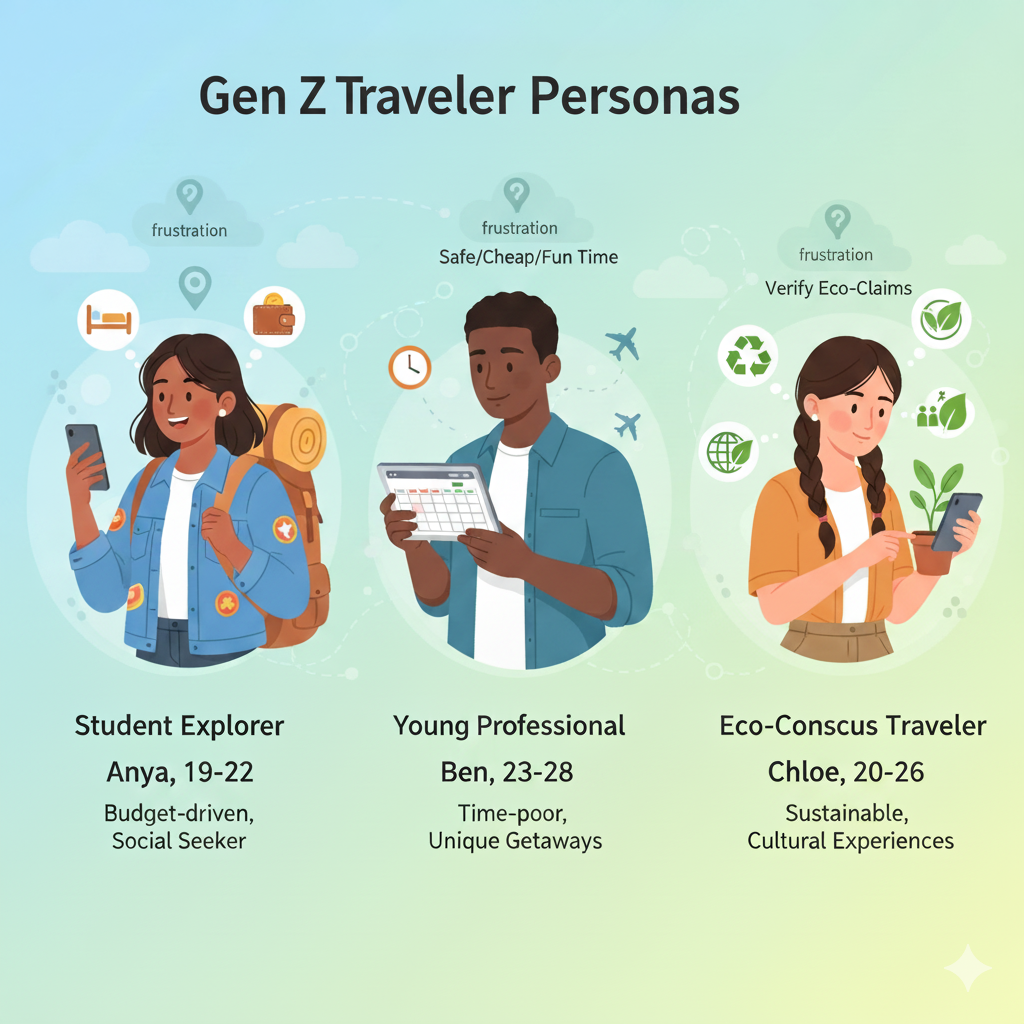 Gen Z Traveler Personas
frustration
frustration
Safe/Cheap/Fun Time
frustration
Verify Eco-Claims
Student Explorer
Anya, 19-22
Budget-driven,
Social Seeker
Young Professional
Ben, 23-28
Time-poor,
Unique Getaways
Eco-Conscus Traveler
Chloe, 20-26
Sustainable,
Cultural Experiences